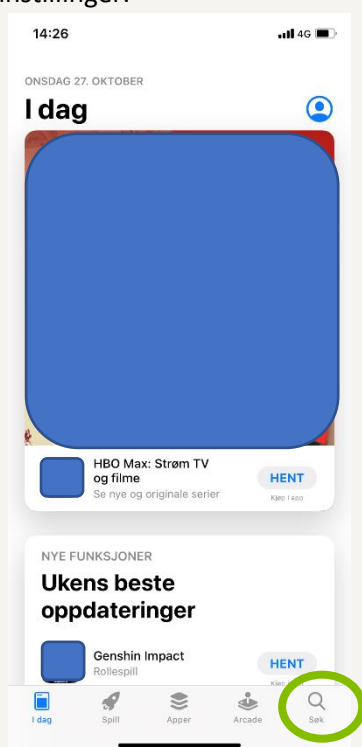 14:26
4G
ONSDAG 27. OKTOBER
I dag
HBO Max: Strøm TV
og filme
Se nye og originale serier
HENT
Kjøp i app
NYE FUNKSJONER
Ukens beste
oppdateringer
Genshin Impact
Rollespill
HENT
I dag
Spill
Apper
Arcade
Søk